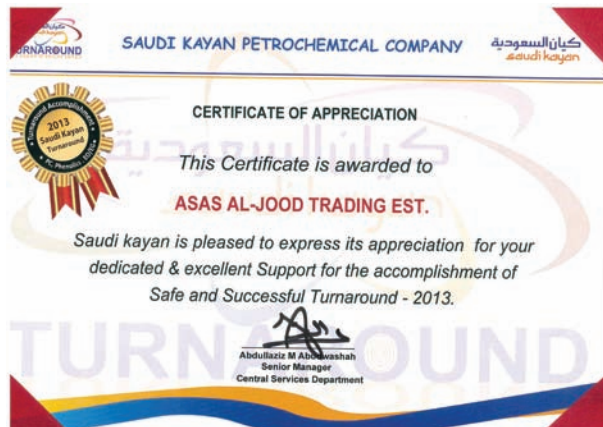 TURNAROUND
SAUDI KAYAN PETROCHEMICAL COMPANY
كيان السعودية
saudi kayan
Turnaround Accomplishment
2013
Saudi Kayan
Turnaround
CERTIFICATE OF APPRECIATION
This Certificate is awarded to
ASAS AL-JOOD TRADING EST.
Saudi kayan is pleased to express its appreciation for your
dedicated & excellent Support for the accomplishment of
Safe and Successful Turnaround - 2013.
TURNAROUND
Senior Manager
Central Services Department